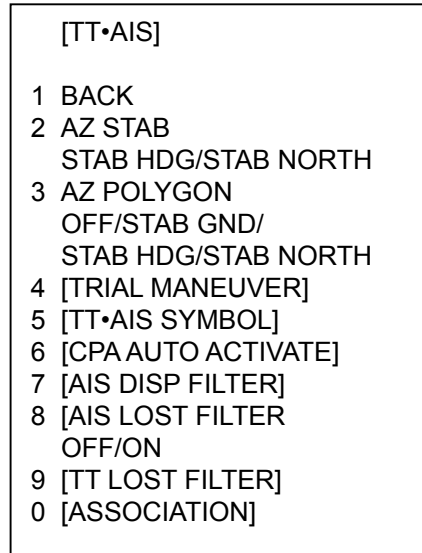 [TT•AIS]
1 BACK
2 AZ STAB
STAB HDG/STAB NORTH
3 AZ POLYGON
OFF/STAB GND/
STAB HDG/STAB NORTH
4 [TRIAL MANEUVER]
5 [TT•AIS SYMBOL]
6 [CPA AUTO ACTIVATE]
7 [AIS DISP FILTER]
8 [AIS LOST FILTER
OFF/ON
9 [TT LOST FILTER]
0 [ASSOCIATION]